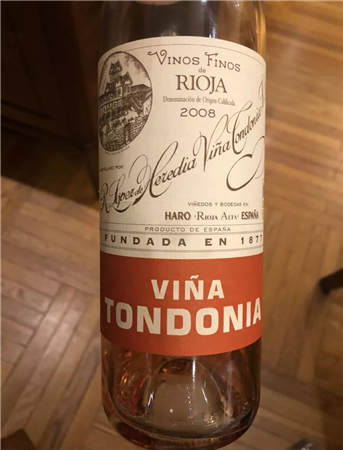 VINOS FINOS
de
RIOJA
Denominación de Origen Calificada
2008
POR
R. López de Heredia Viña Tondonia
VIÑEDOS Y BODEGAS EN
HARO (RIOJA ALTA) ESPAÑA
PRODUCTO DE ESPAÑA
FUNDADA EN 1877
VIÑA
TONDONIA